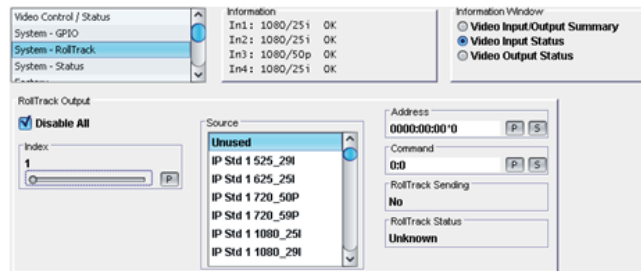 Video Control / Status
System - GPIO
System - RollTrack
System - Status
Information
In1: 1080/25i OK
In2: 1080/25i OK
In3: 1080/50p OK
In4: 1080/25i OK
Information Window
Video Input/Output Summary
Video Input Status
Video Output Status
RollTrack Output
Disable All
Index
1
P
Source
Unused
IP Std 1 525_29I
IP Std 1 625_25I
IP Std 1 720_50P
IP Std 1 720_59P
IP Std 1 1080_25I
IP Std 1 1080_29I
Address
0000:00:00*0 P S
Command
0:0 P S
RollTrack Sending
No
RollTrack Status
Unknown